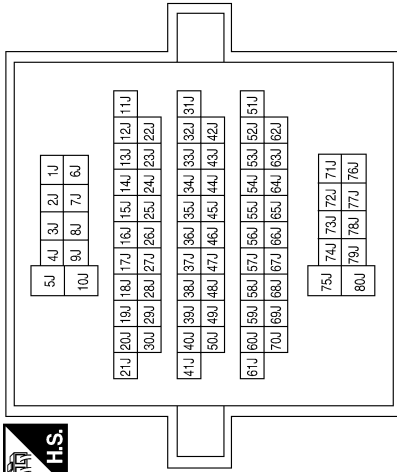 H.S.
5J 4J 3J 2J 1J
10J 9J 8J 7J 6J
21J 20J 19J 18J 17J 16J 15J 14J 13J 12J 11J
30J 29J 28J 27J 26J 25J 24J 23J 22J
41J 40J 39J 38J 37J 36J 35J 34J 33J 32J 31J
50J 49J 48J 47J 46J 45J 44J 43J 42J
61J 60J 59J 58J 57J 56J 55J 54J 53J 52J 51J
70J 69J 68J 67J 66J 65J 64J 63J 62J
75J 74J 73J 72J 71J
80J 79J 78J 77J 76J